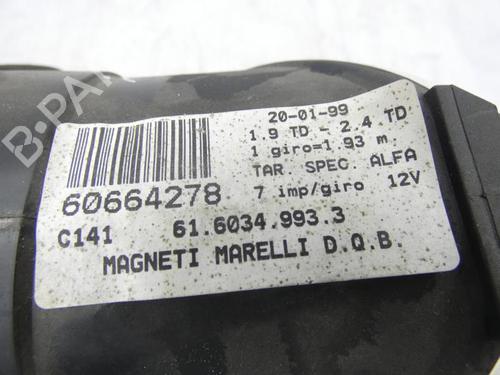 B-PARTS
20-01-99
1.9 TD - 2.4 TD
1 giro=1.93 m.
TAR. SPEC. ALFA
7 imp/giro 12V
60664278
C141 61.6034.993.3
MAGNETI MARELLI D.Q.B.